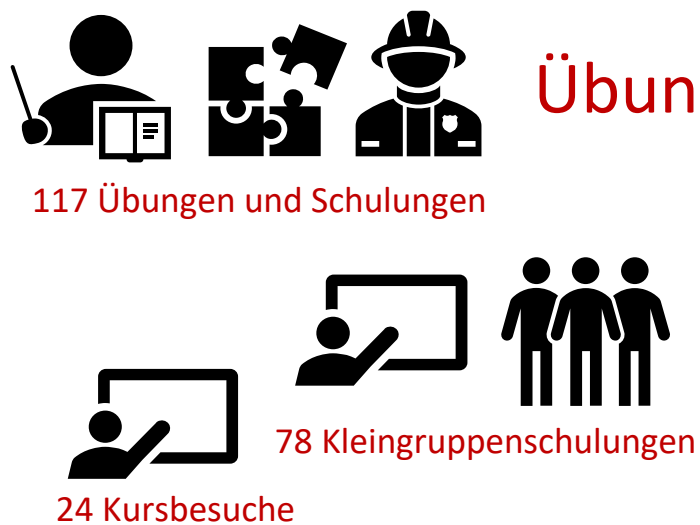 Übun
117 Übungen und Schulungen
78 Kleingruppenschulungen
24 Kursbesuche